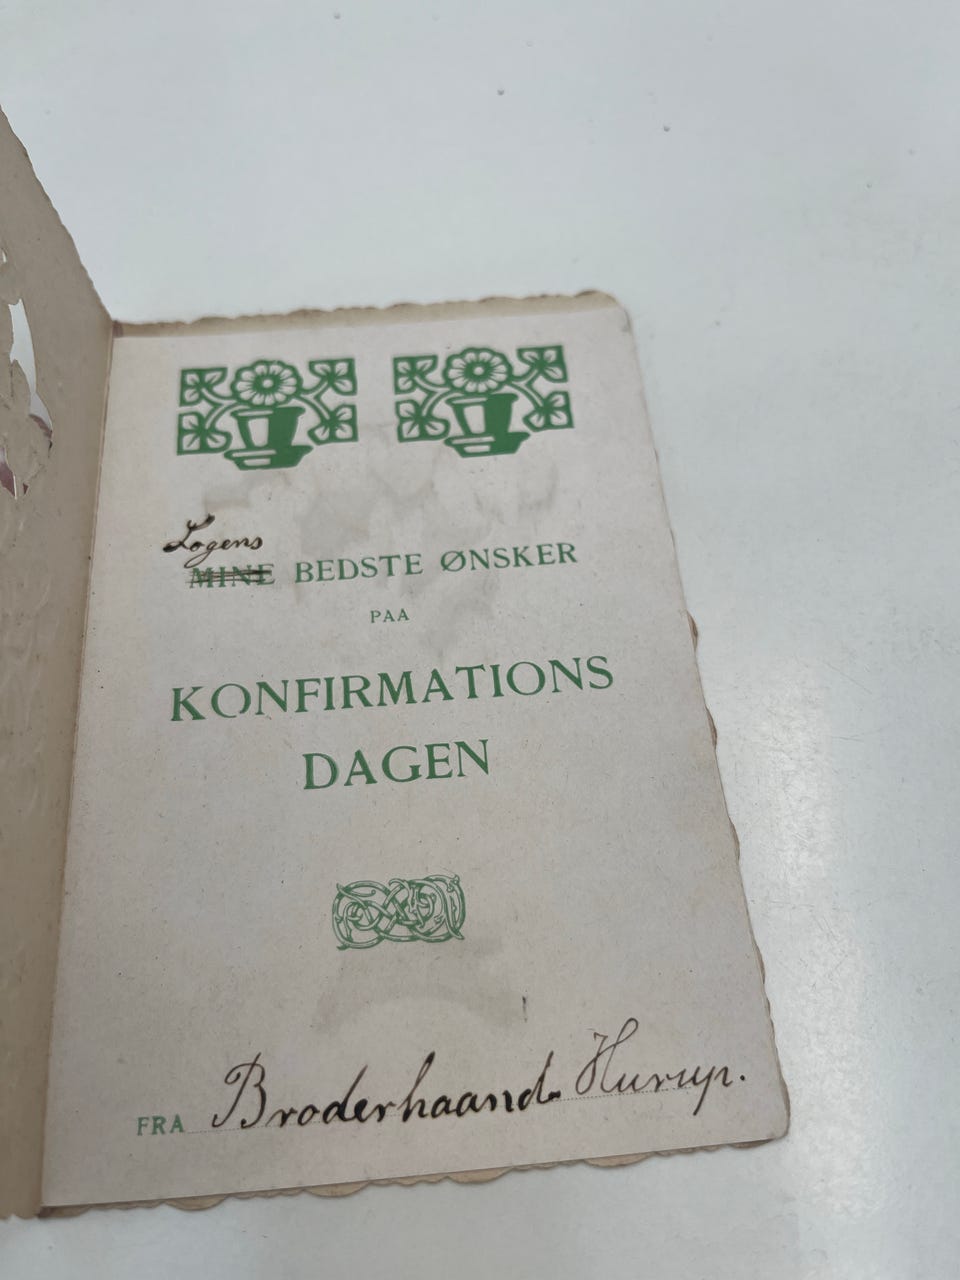 Logens
MINE BEDSTE ØNSKER
PAA
KONFIRMATIONS
DAGEN
FRA Broderhaand Hurup.